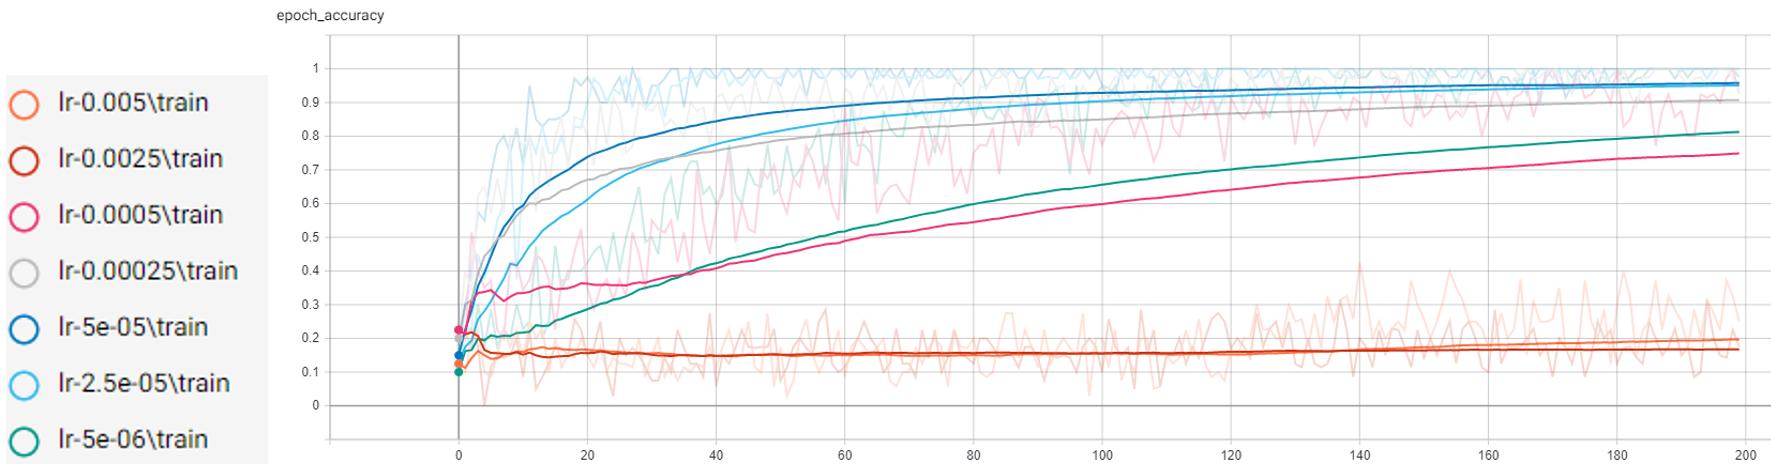 epoch_accuracy
lr-0.005\train
lr-0.0025\train
lr-0.0005\train
lr-0.00025\train
lr-5e-05\train
lr-2.5e-05\train
lr-5e-06\train
1
0.9
0.8
0.7
0.6
0.5
0.4
0.3
0.2
0.1
0
0 20 40 60 80 100 120 140 160 180 200